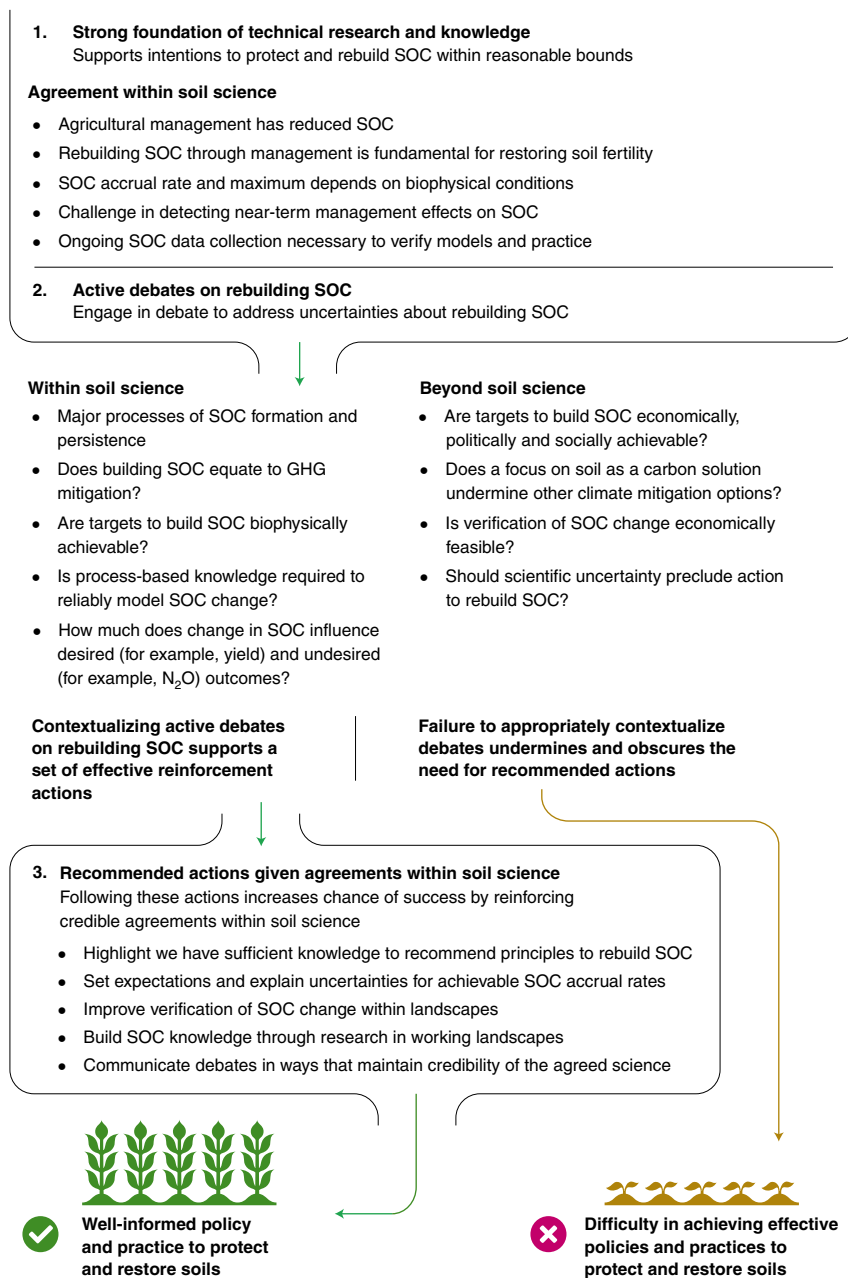 1. Strong foundation of technical research and knowledge
Supports intentions to protect and rebuild SOC within reasonable bounds
Agreement within soil science
• Agricultural management has reduced SOC
• Rebuilding SOC through management is fundamental for restoring soil fertility
• SOC accrual rate and maximum depends on biophysical conditions
• Challenge in detecting near-term management effects on SOC
• Ongoing SOC data collection necessary to verify models and practice
2. Active debates on rebuilding SOC
Engage in debate to address uncertainties about rebuilding SOC
Within soil science
• Major processes of SOC formation and
persistence
• Does building SOC equate to GHG
mitigation?
• Are targets to build SOC biophysically
achievable?
• Is process-based knowledge required to
reliably model SOC change?
• How much does change in SOC influence
desired (for example, yield) and undesired
(for example, N₂O) outcomes?
Beyond soil science
• Are targets to build SOC economically,
politically and socially achievable?
• Does a focus on soil as a carbon solution
undermine other climate mitigation options?
• Is verification of SOC change economically
feasible?
• Should scientific uncertainty preclude action
to rebuild SOC?
Contextualizing active debates
on rebuilding SOC supports a
set of effective reinforcement
actions
Failure to appropriately contextualize
debates undermines and obscures the
need for recommended actions
3. Recommended actions given agreements within soil science
Following these actions increases chance of success by reinforcing
credible agreements within soil science
• Highlight we have sufficient knowledge to recommend principles to rebuild SOC
• Set expectations and explain uncertainties for achievable SOC accrual rates
• Improve verification of SOC change within landscapes
• Build SOC knowledge through research in working landscapes
• Communicate debates in ways that maintain credibility of the agreed science
Well-informed policy
and practice to protect
and restore soils
Difficulty in achieving effective
policies and practices to
protect and restore soils